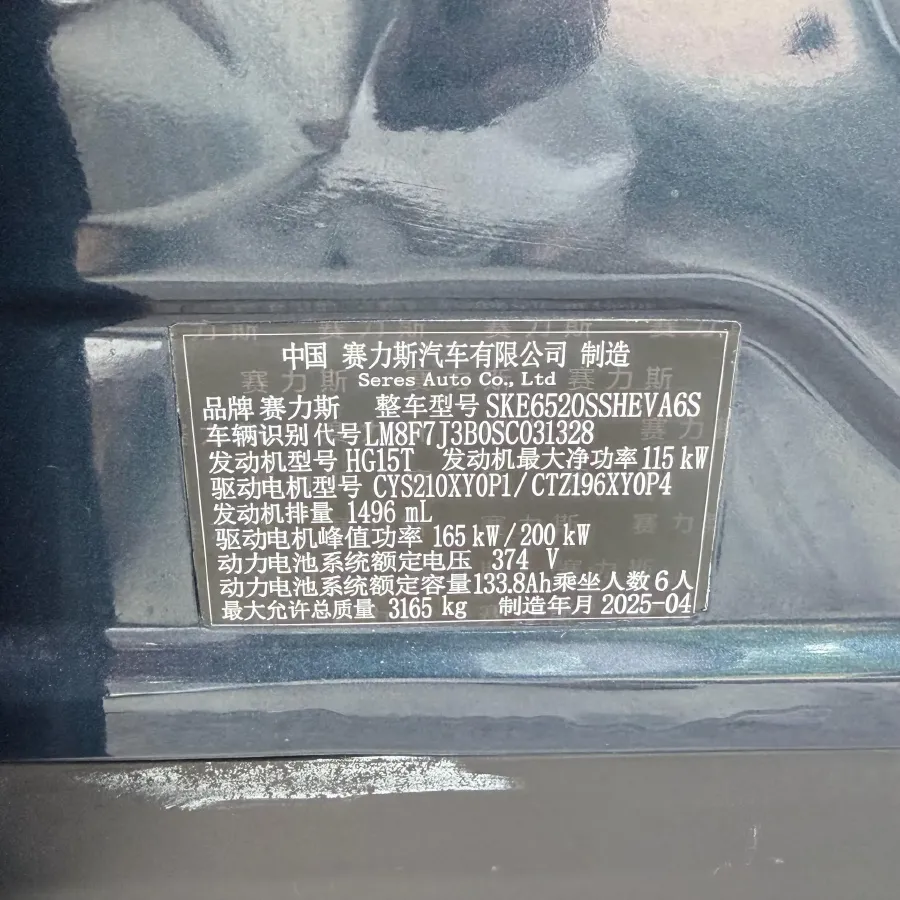 中国 赛力斯汽车有限公司 制造
Seres Auto Co., Ltd
品牌 赛力斯 整车型号 SKE6520SSHEVA6S
车辆识别代号 LM8F7J3B0SC031328
发动机型号 HG15T 发动机最大净功率 115 kW
驱动电机型号 CYS210XY0P1/CTZ196XY0P4
发动机排量 1496 mL
驱动电机峰值功率 165 kW/200 kW
动力电池系统额定电压 374 V
动力电池系统额定容量 133.8Ah 乘坐人数 6 人
最大允许总质量 3165 kg 制造年月 2025-04